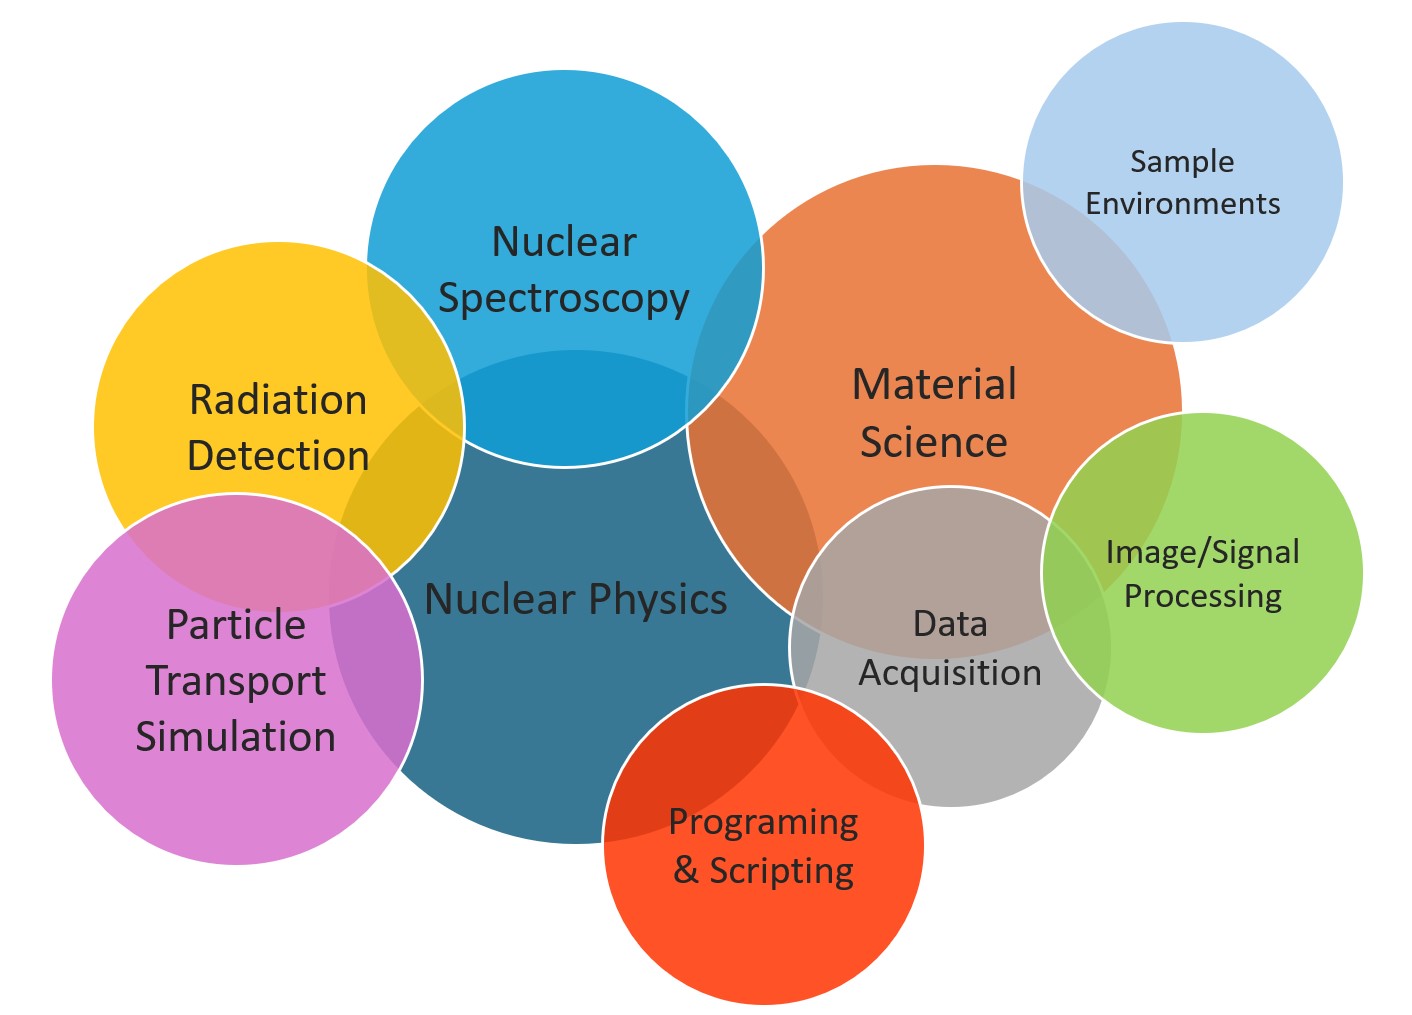 Sample
Environments
Nuclear
Spectroscopy
Material
Science
Radiation
Detection
Image/Signal
Processing
Nuclear Physics
Particle
Transport
Simulation
Data
Acquisition
Programing
& Scripting